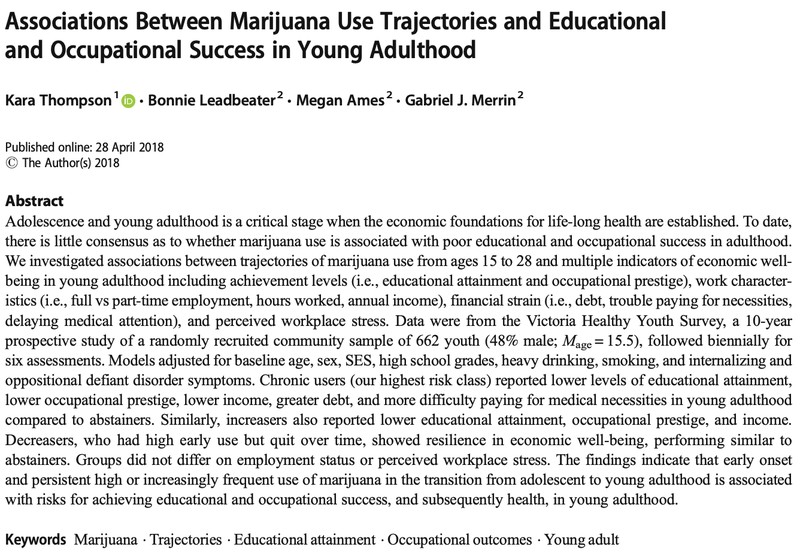 Associations Between Marijuana Use Trajectories and Educational
and Occupational Success in Young Adulthood
Kara Thompson1 iD · Bonnie Leadbeater2 · Megan Ames2 · Gabriel J. Merrin2
Published online: 28 April 2018
© The Author(s) 2018
Abstract
Adolescence and young adulthood is a critical stage when the economic foundations for life-long health are established. To date,
there is little consensus as to whether marijuana use is associated with poor educational and occupational success in adulthood.
We investigated associations between trajectories of marijuana use from ages 15 to 28 and multiple indicators of economic well-
being in young adulthood including achievement levels (i.e., educational attainment and occupational prestige), work character-
istics (i.e., full vs part-time employment, hours worked, annual income), financial strain (i.e., debt, trouble paying for necessities,
delaying medical attention), and perceived workplace stress. Data were from the Victoria Healthy Youth Survey, a 10-year
prospective study of a randomly recruited community sample of 662 youth (48% male; Mage = 15.5), followed biennially for
six assessments. Models adjusted for baseline age, sex, SES, high school grades, heavy drinking, smoking, and internalizing and
oppositional defiant disorder symptoms. Chronic users (our highest risk class) reported lower levels of educational attainment,
lower occupational prestige, lower income, greater debt, and more difficulty paying for medical necessities in young adulthood
compared to abstainers. Similarly, increasers also reported lower educational attainment, occupational prestige, and income.
Decreasers, who had high early use but quit over time, showed resilience in economic well-being, performing similar to
abstainers. Groups did not differ on employment status or perceived workplace stress. The findings indicate that early onset
and persistent high or increasingly frequent use of marijuana in the transition from adolescent to young adulthood is associated
with risks for achieving educational and occupational success, and subsequently health, in young adulthood.
Keywords Marijuana · Trajectories · Educational attainment · Occupational outcomes · Young adult